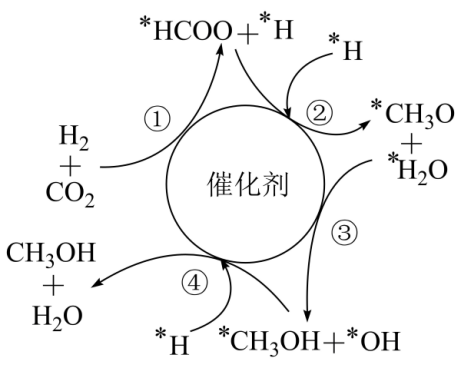 *HCOO+*H
*H
①
②
H₂
+
CO₂
*CH₃O
+
*H₂O
催化剂
③
CH₃OH
+
H₂O
④
*H
*CH₃OH+*OH